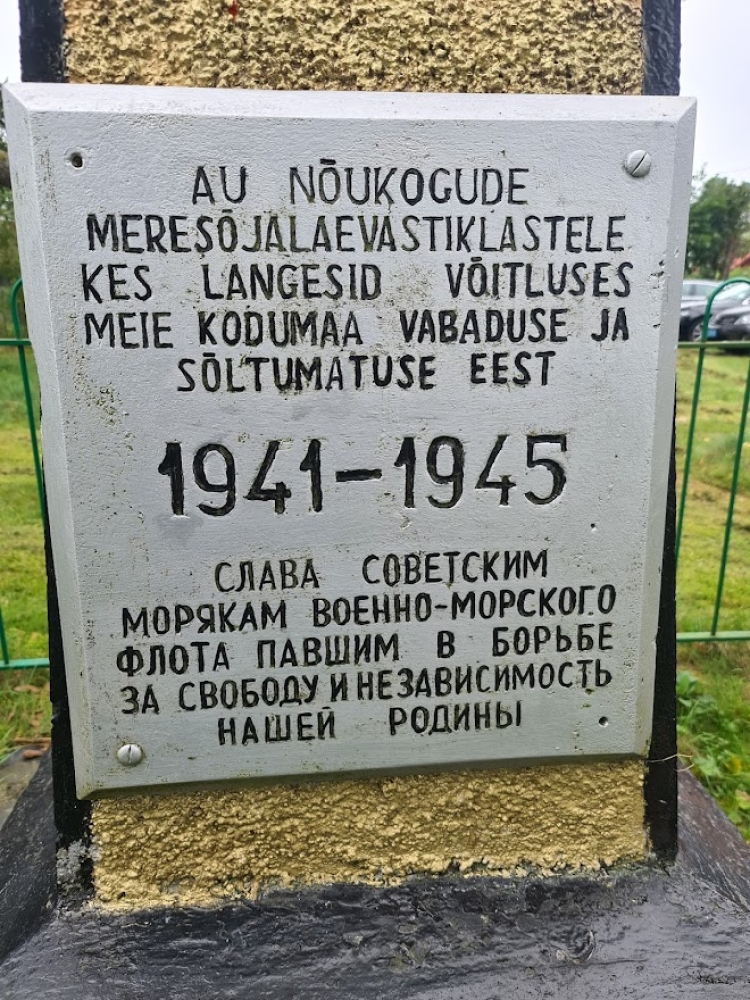 AU NÕUKOGUDE
MERESÕJALAEVASTIKLASTELE
KES LANGESID VÕITLUSES
MEIE KODUMAA VABADUSE JA
SÕLTUMATUSE EEST
1941-1945
СЛАВА СОВЕТСКИМ
МОРЯКАМ ВОЕННО-МОРСКОГО
ФЛОТА ПАВШИМ В БОРЬБЕ
ЗА СВОБОДУ И НЕЗАВИСИМОСТЬ
НАШЕЙ РОДИНЫ